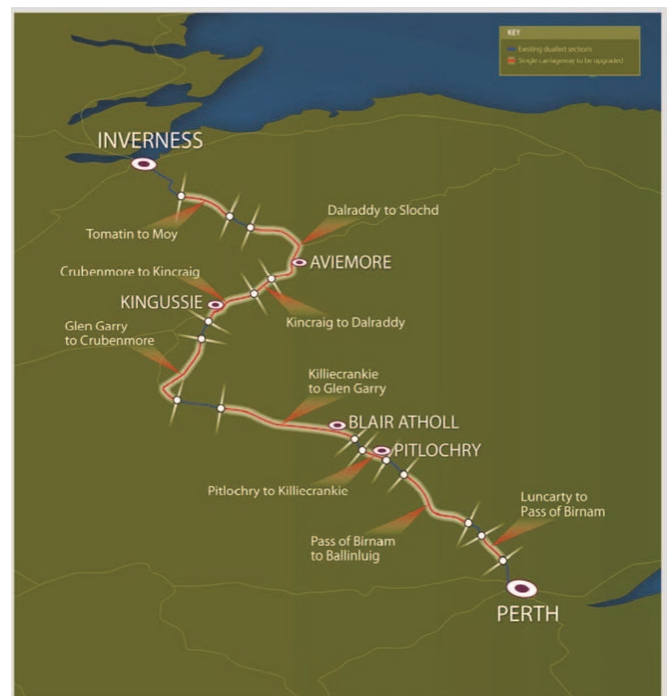 KEY
Existing dualled sections
Single carriageway to be upgraded
INVERNESS
Dalraddy to Slochd
Tomatin to Moy
AVIEMORE
Crubenmore to Kincraig
KINGUSSIE
Kincraig to Dalraddy
Glen Garry
to Crubenmore
Killiecrankie
to Glen Garry
BLAIR ATHOLL
PITLOCHRY
Pitlochry to Killiecrankie
Luncarty to
Pass of Birnam
Pass of Birnam
to Ballinluig
PERTH